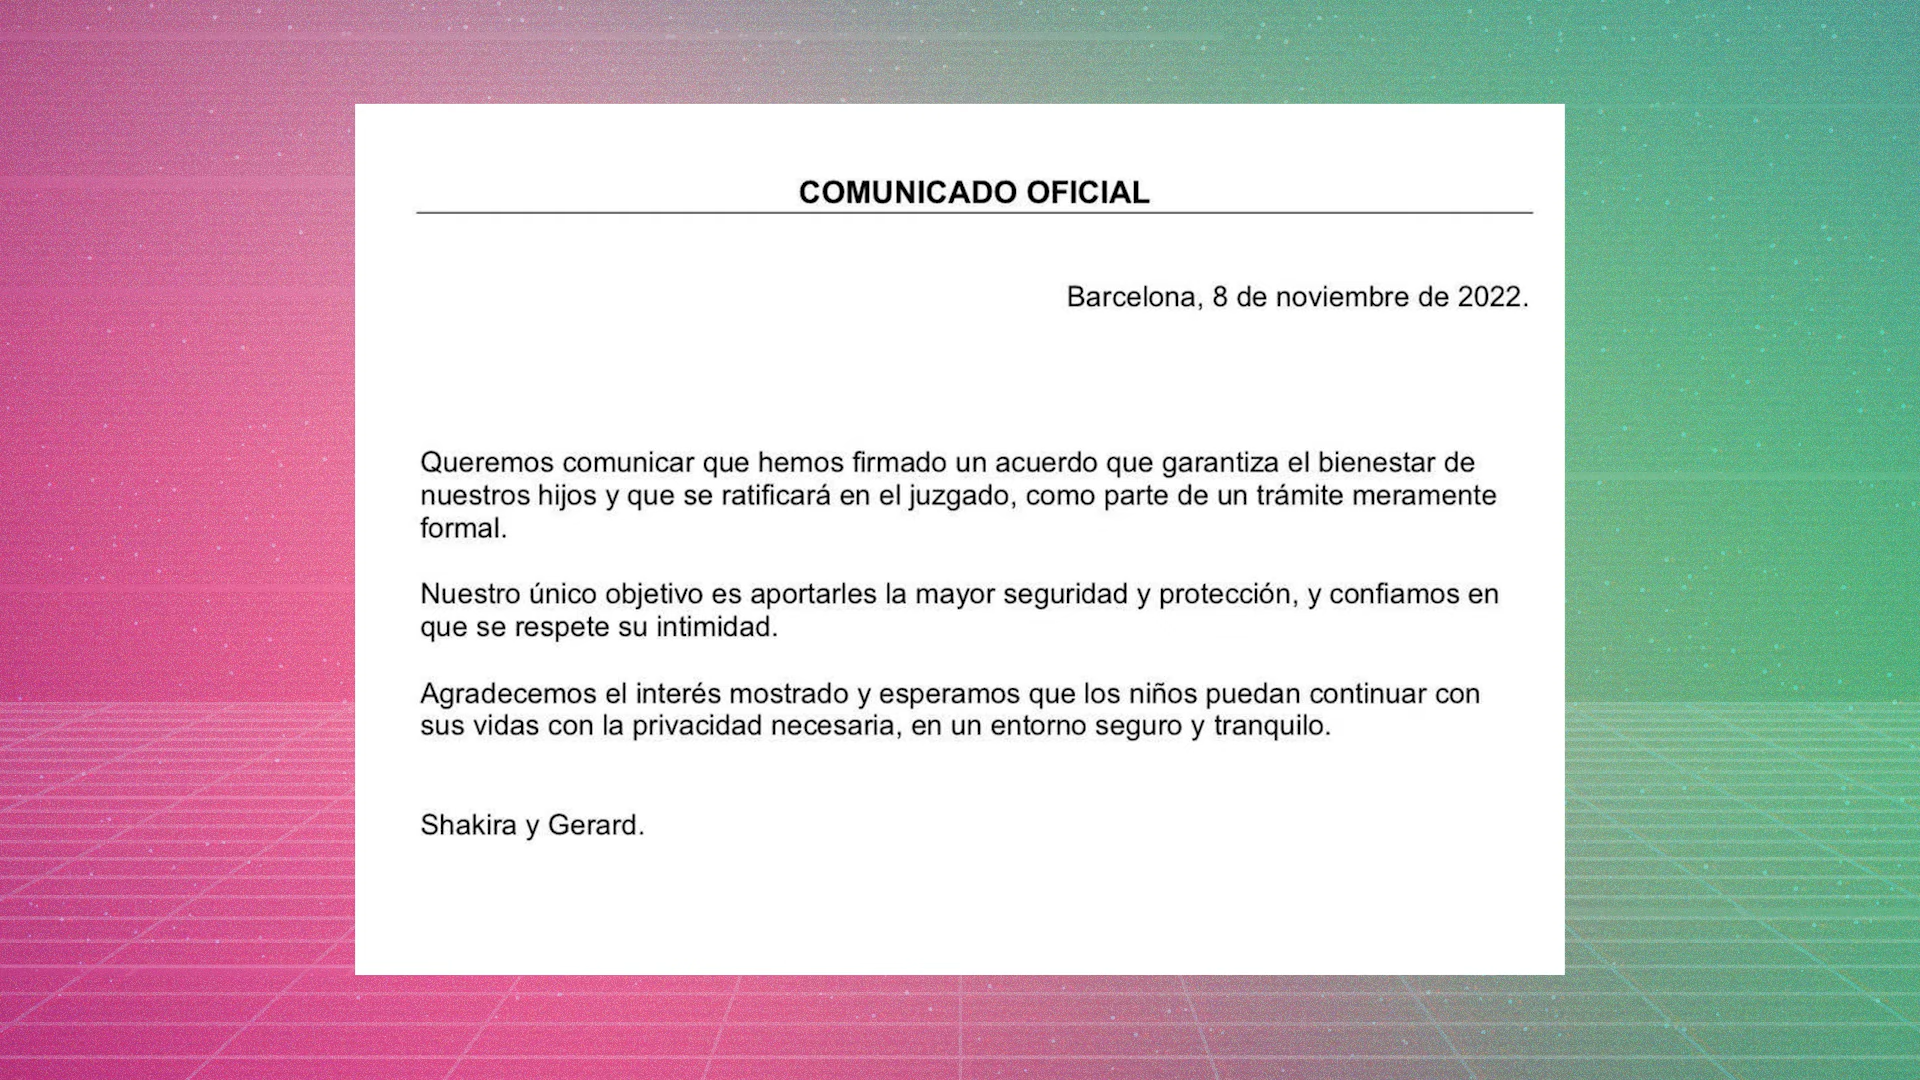 COMUNICADO OFICIAL
Barcelona, 8 de noviembre de 2022.
Queremos comunicar que hemos firmado un acuerdo que garantiza el bienestar de
nuestros hijos y que se ratificará en el juzgado, como parte de un trámite meramente
formal.
Nuestro único objetivo es aportarles la mayor seguridad y protección, y confiamos en
que se respete su intimidad.
Agradecemos el interés mostrado y esperamos que los niños puedan continuar con
sus vidas con la privacidad necesaria, en un entorno seguro y tranquilo.
Shakira y Gerard.